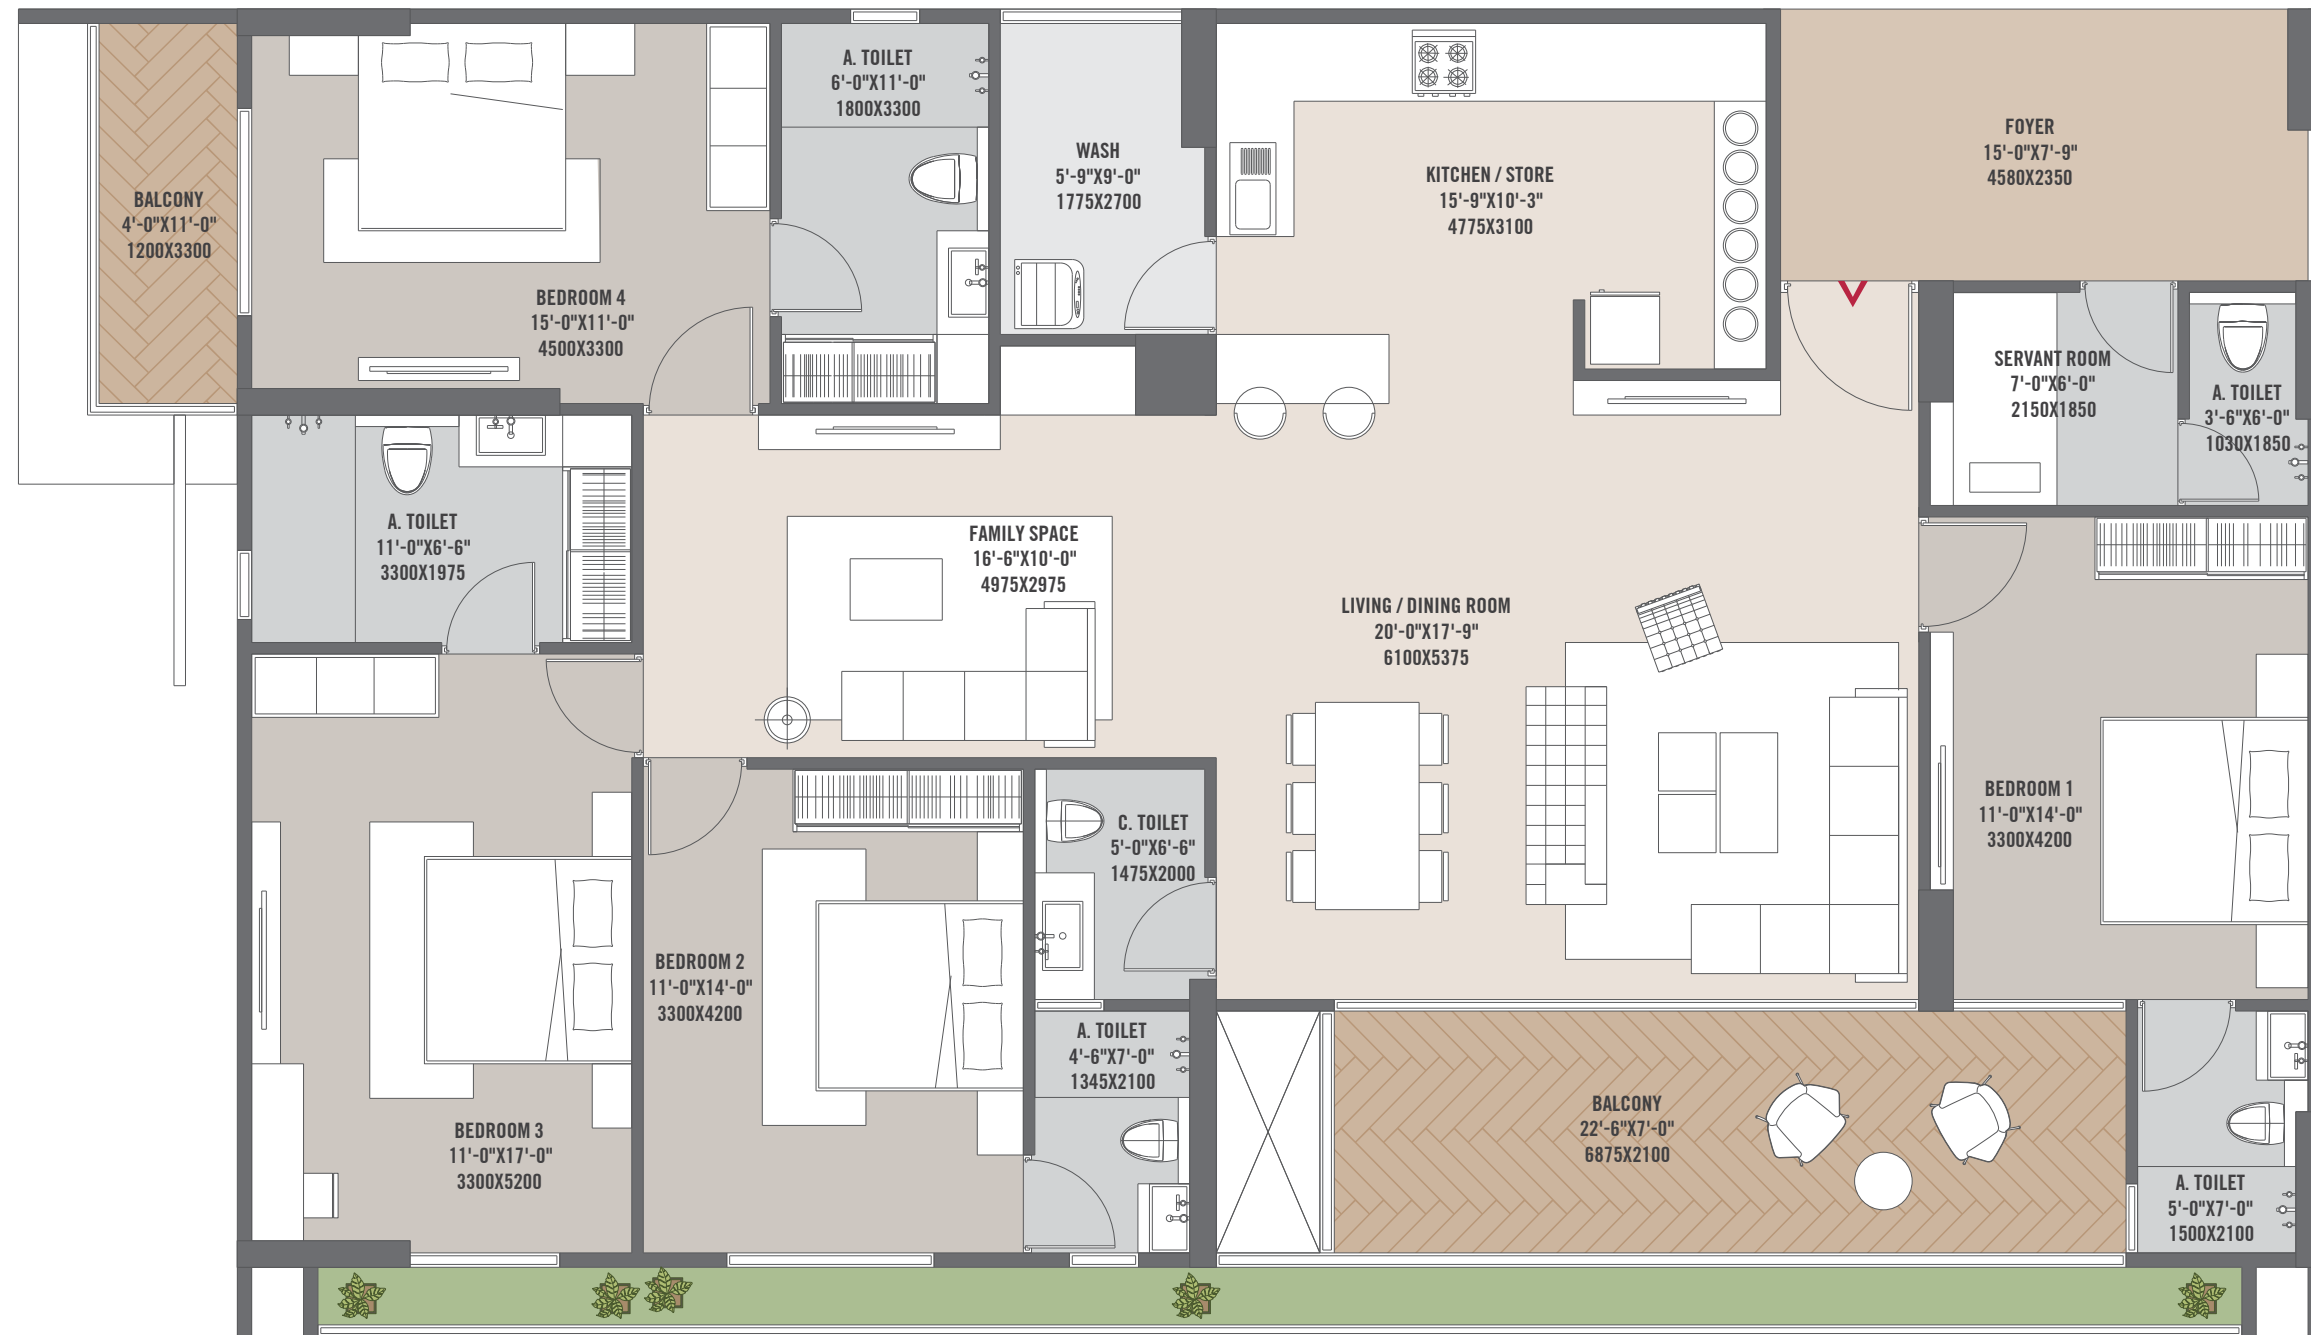 A. TOILET
6'-0"X11'-0"
1800X3300
FOYER
15'-0"X7'-9"
4580X2350
WASH
5'-9"X9'-0"
1775X2700
KITCHEN / STORE
15'-9"X10'-3"
4775X3100
BALCONY
4'-0"X11'-0"
1200X3300
BEDROOM 4
15'-0"X11'-0"
4500X3300
SERVANT ROOM
7'-0"X6'-0"
2150X1850
A. TOILET
3'-6"X6'-0"
1030X1850
A. TOILET
11'-0"X6'-6"
3300X1975
FAMILY SPACE
16'-6"X10'-0"
4975X2975
LIVING / DINING ROOM
20'-0"X17'-9"
6100X5375
BEDROOM 1
11'-0"X14'-0"
3300X4200
C. TOILET
5'-0"X6'-6"
1475X2000
BEDROOM 2
11'-0"X14'-0"
3300X4200
A. TOILET
4'-6"X7'-0"
1345X2100
BALCONY
22'-6"X7'-0"
6875X2100
BEDROOM 3
11'-0"X17'-0"
3300X5200
A. TOILET
5'-0"X7'-0"
1500X2100